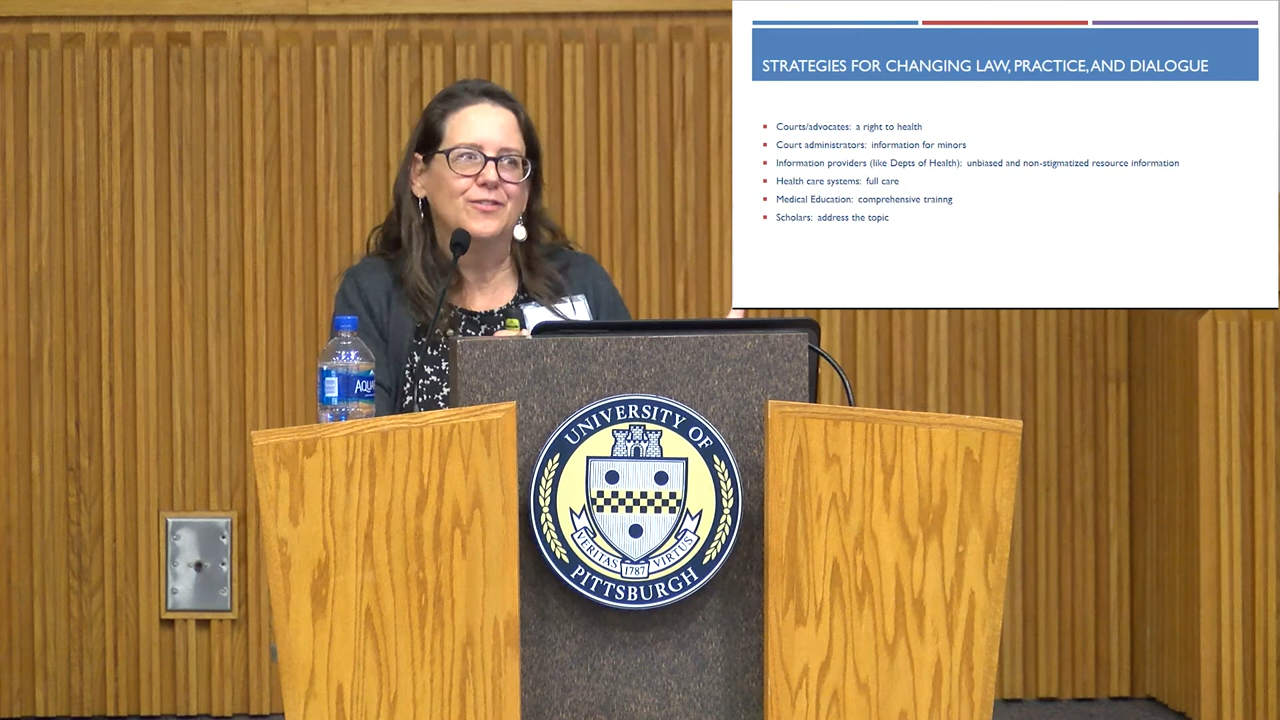 STRATEGIES FOR CHANGING LAW, PRACTICE, AND DIALOGUE
Courts/advocates: a right to health
Court administrators: information for minors
Information providers (like Depts of Health): unbiased and non-stigmatized resource information
Health care systems: full care
Medical Education: comprehensive trainng
Scholars: address the topic
AQUA
UNIVERSITY OF
VERITAS 1787 VIRTUS
PITTSBURGH